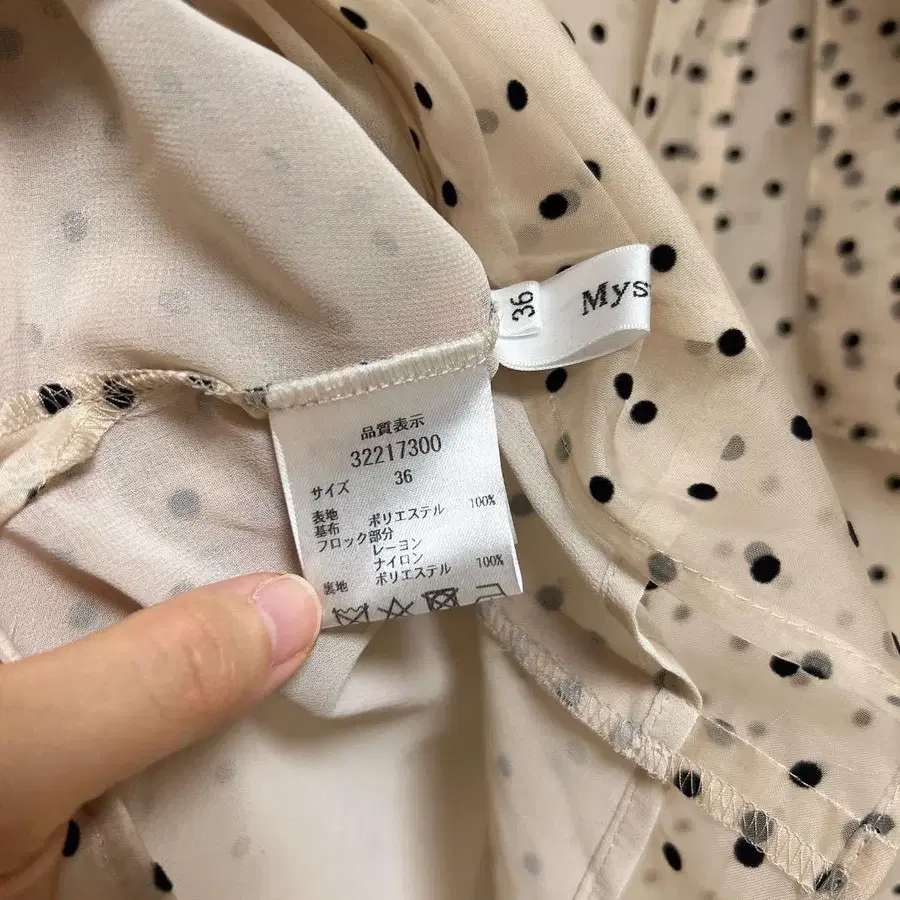 36
Mys
品質表示
32217300
サイズ 36
表地
基布 ポリエステル 100%
フロック部分
レーヨン
ナイロン
裏地 ポリエステル 100%